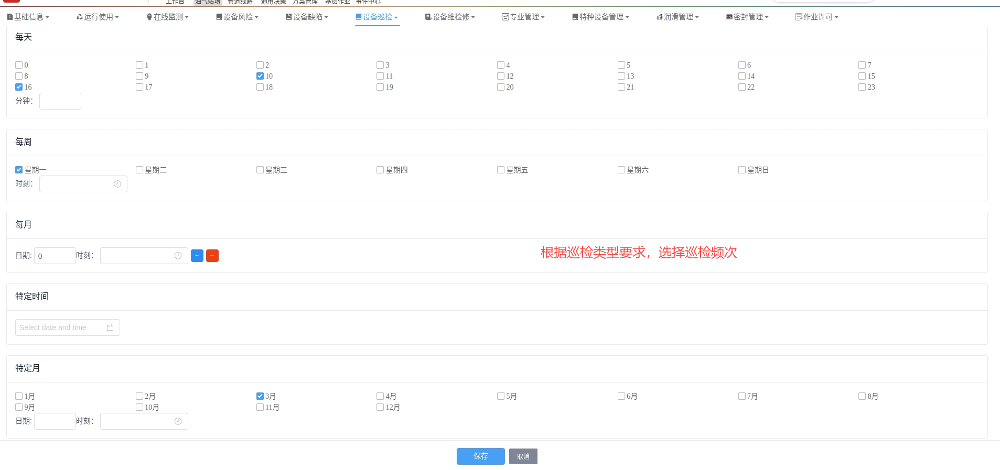 工作台 油气站场 管道线路 通用决策 方案管理 基层作业 事件中心
基础信息 运行使用 在线监测 设备风险 设备缺陷 设备巡检 设备维检修 专业管理 特种设备管理 润滑管理 密封管理 作业许可
每天
0 1 2 3 4 5 6 7
8 9 10 11 12 13 14 15
16 17 18 19 20 21 22 23
分钟：
每周
星期一 星期二 星期三 星期四 星期五 星期六 星期日
时刻：
每月
日期: 0 时刻： + −
根据巡检类型要求，选择巡检频次
特定时间
Select date and time
特定月
1月 2月 3月 4月 5月 6月 7月 8月
9月 10月 11月 12月
日期: 时刻：
保存 取消